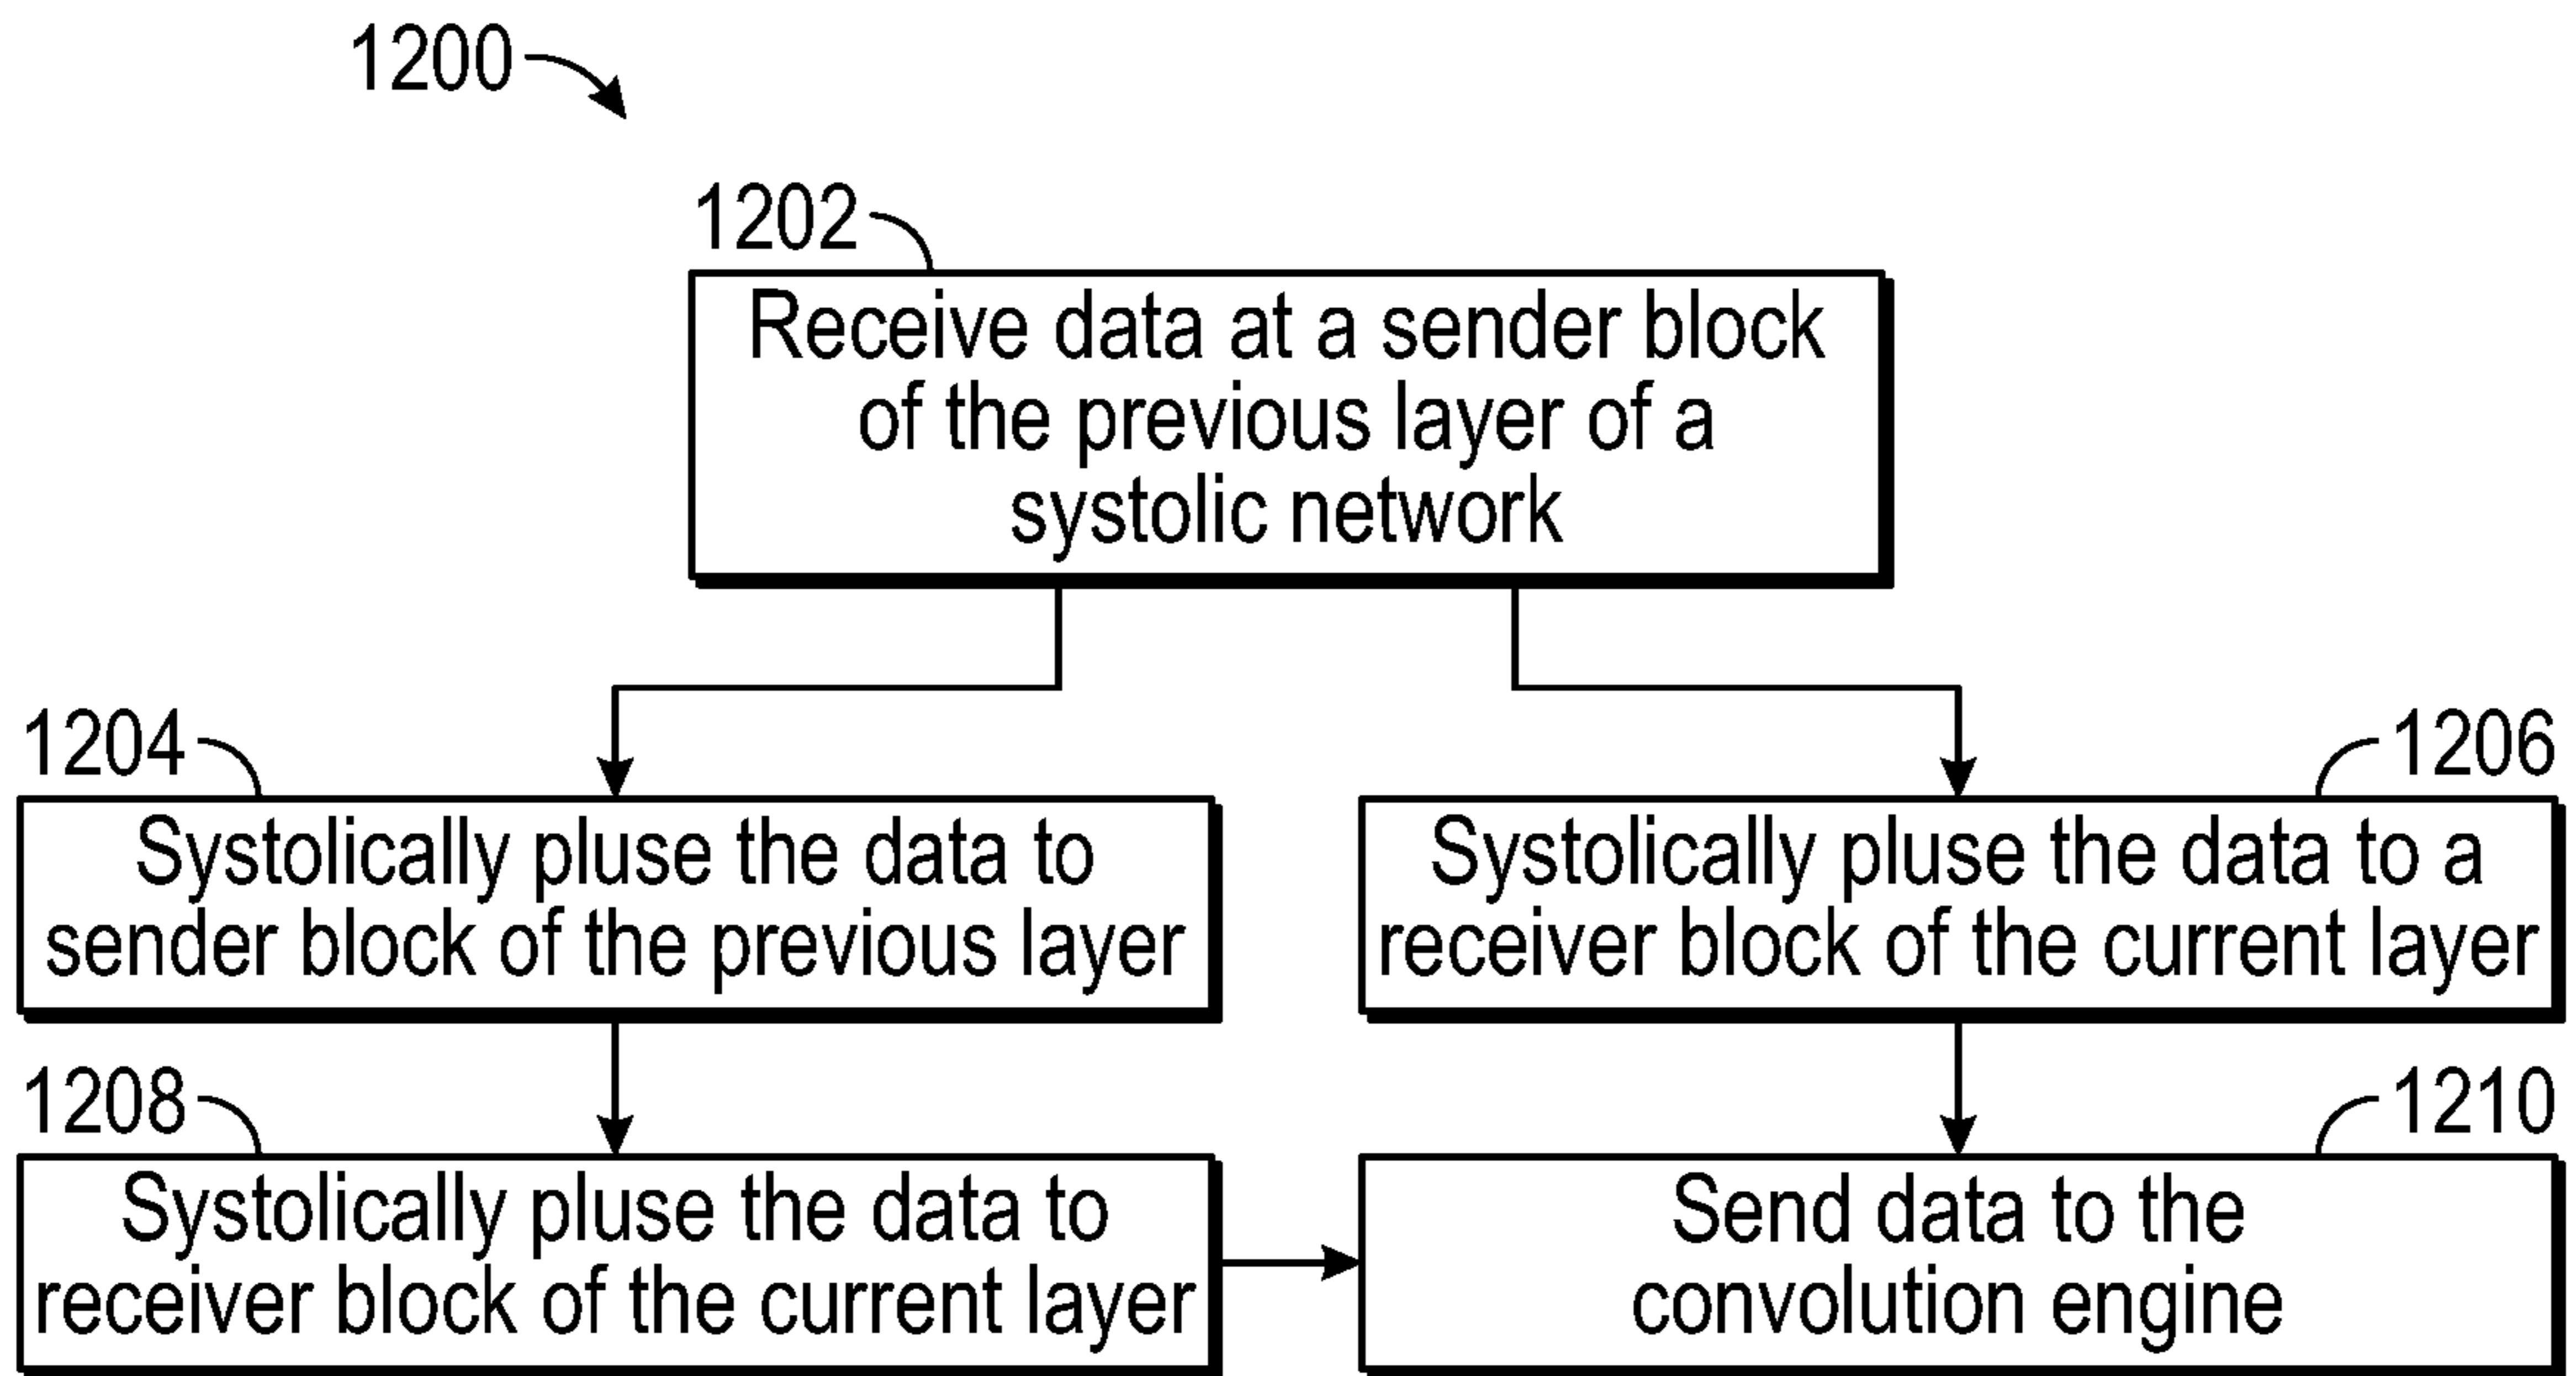 1200
1202
Receive data at a sender block
of the previous layer of a
systolic network
1204
Systolically pluse the data to
sender block of the previous layer
1206
Systolically pluse the data to a
receiver block of the current layer
1208
Systolically pluse the data to
receiver block of the current layer
1210
Send data to the
convolution engine